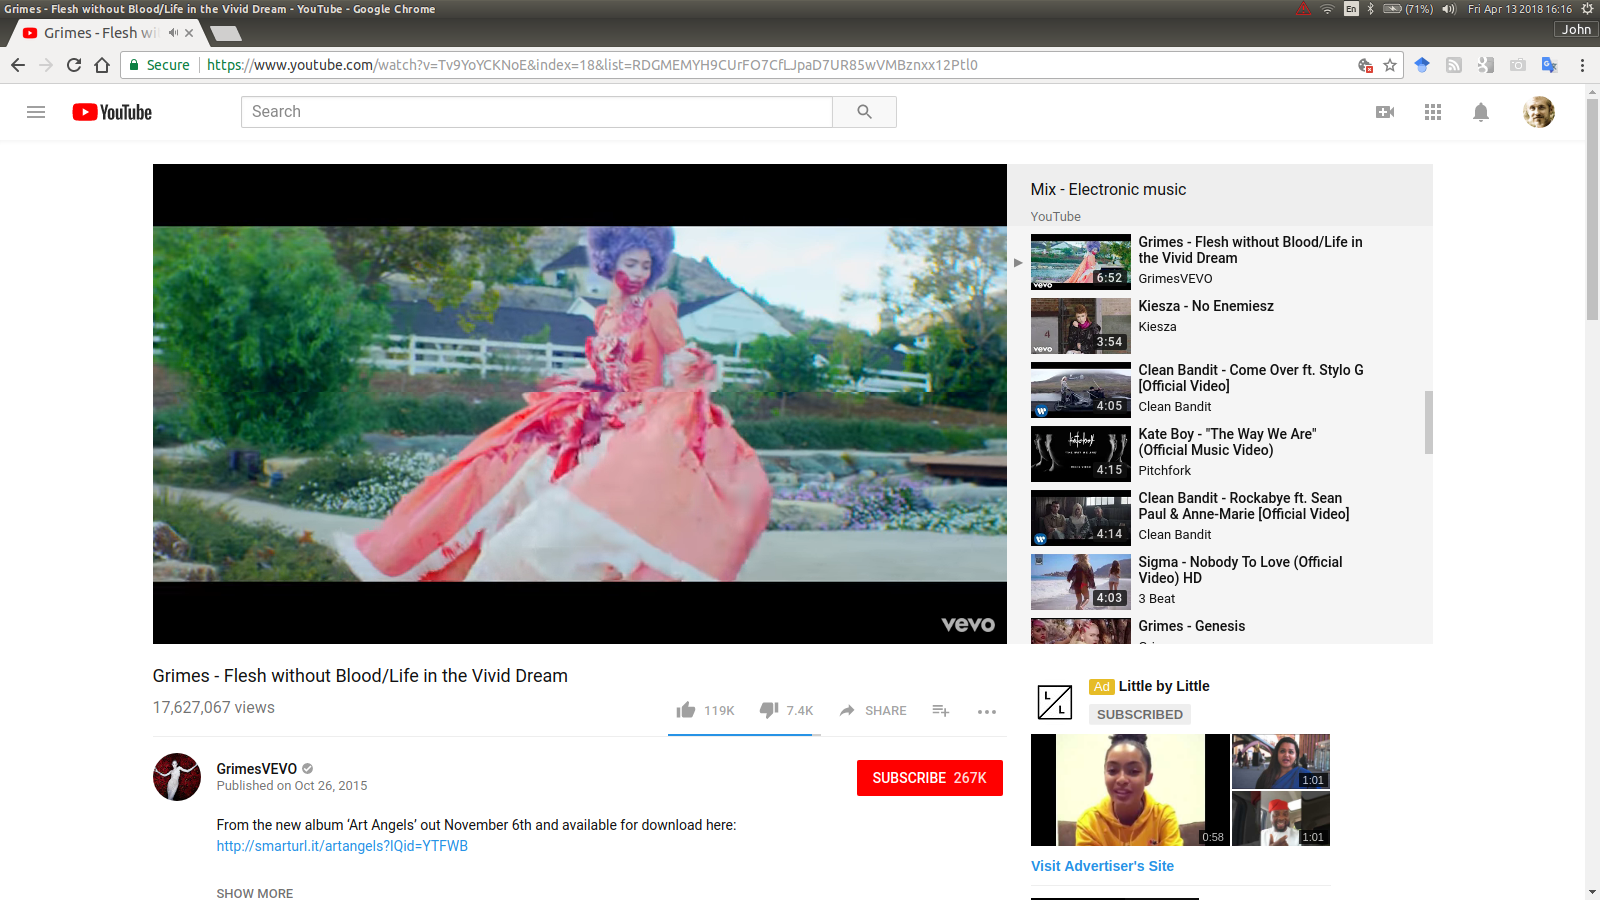 Grimes - Flesh without Blood/Life in the Vivid Dream - YouTube - Google Chrome
En (71%) Fri Apr 13 2018 16:16
Grimes - Flesh wi
John
Secure https://www.youtube.com/watch?v=Tv9YoYCKNoE&index=18&list=RDGMEMYH9CUrFO7CfLJpaD7UR85wVMBznxx12Ptl0
YouTube
Search
vevo
Mix - Electronic music
YouTube
Grimes - Flesh without Blood/Life in
the Vivid Dream
GrimesVEVO
6:52
vevo
Kiesza - No Enemiesz
Kiesza
3:54
vevo
Clean Bandit - Come Over ft. Stylo G
[Official Video]
Clean Bandit
4:05
Kate Boy - "The Way We Are"
(Official Music Video)
Pitchfork
4:15
Clean Bandit - Rockabye ft. Sean
Paul & Anne-Marie [Official Video]
Clean Bandit
4:14
Sigma - Nobody To Love (Official
Video) HD
3 Beat
4:03
Grimes - Genesis
Grimes - Flesh without Blood/Life in the Vivid Dream
17,627,067 views
119K 7.4K SHARE
GrimesVEVO
Published on Oct 26, 2015
SUBSCRIBE 267K
From the new album ‘Art Angels’ out November 6th and available for download here:
http://smarturl.it/artangels?IQid=YTFWB
SHOW MORE
L
L
Ad Little by Little
SUBSCRIBED
0:58
1:01
1:01
Visit Advertiser's Site